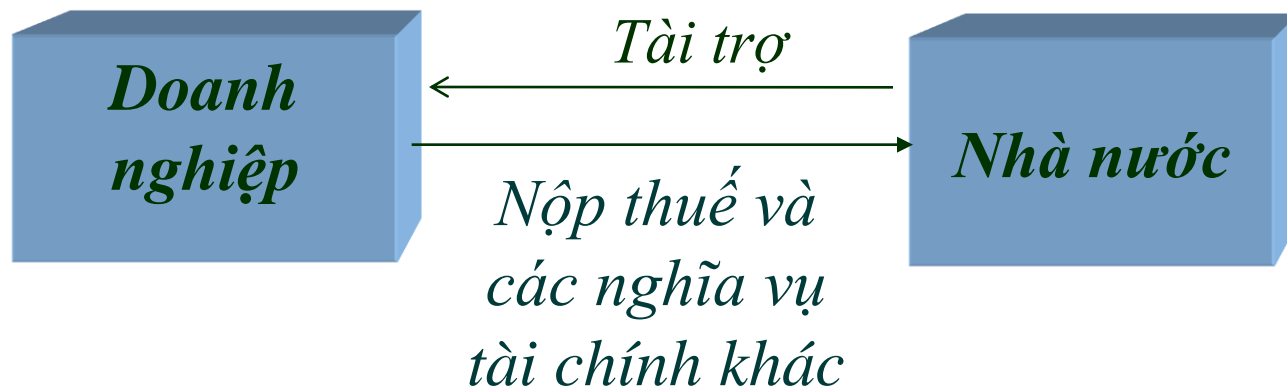 Doanh
nghiệp
Tài trợ
Nộp thuế và
các nghĩa vụ
tài chính khác
Nhà nước